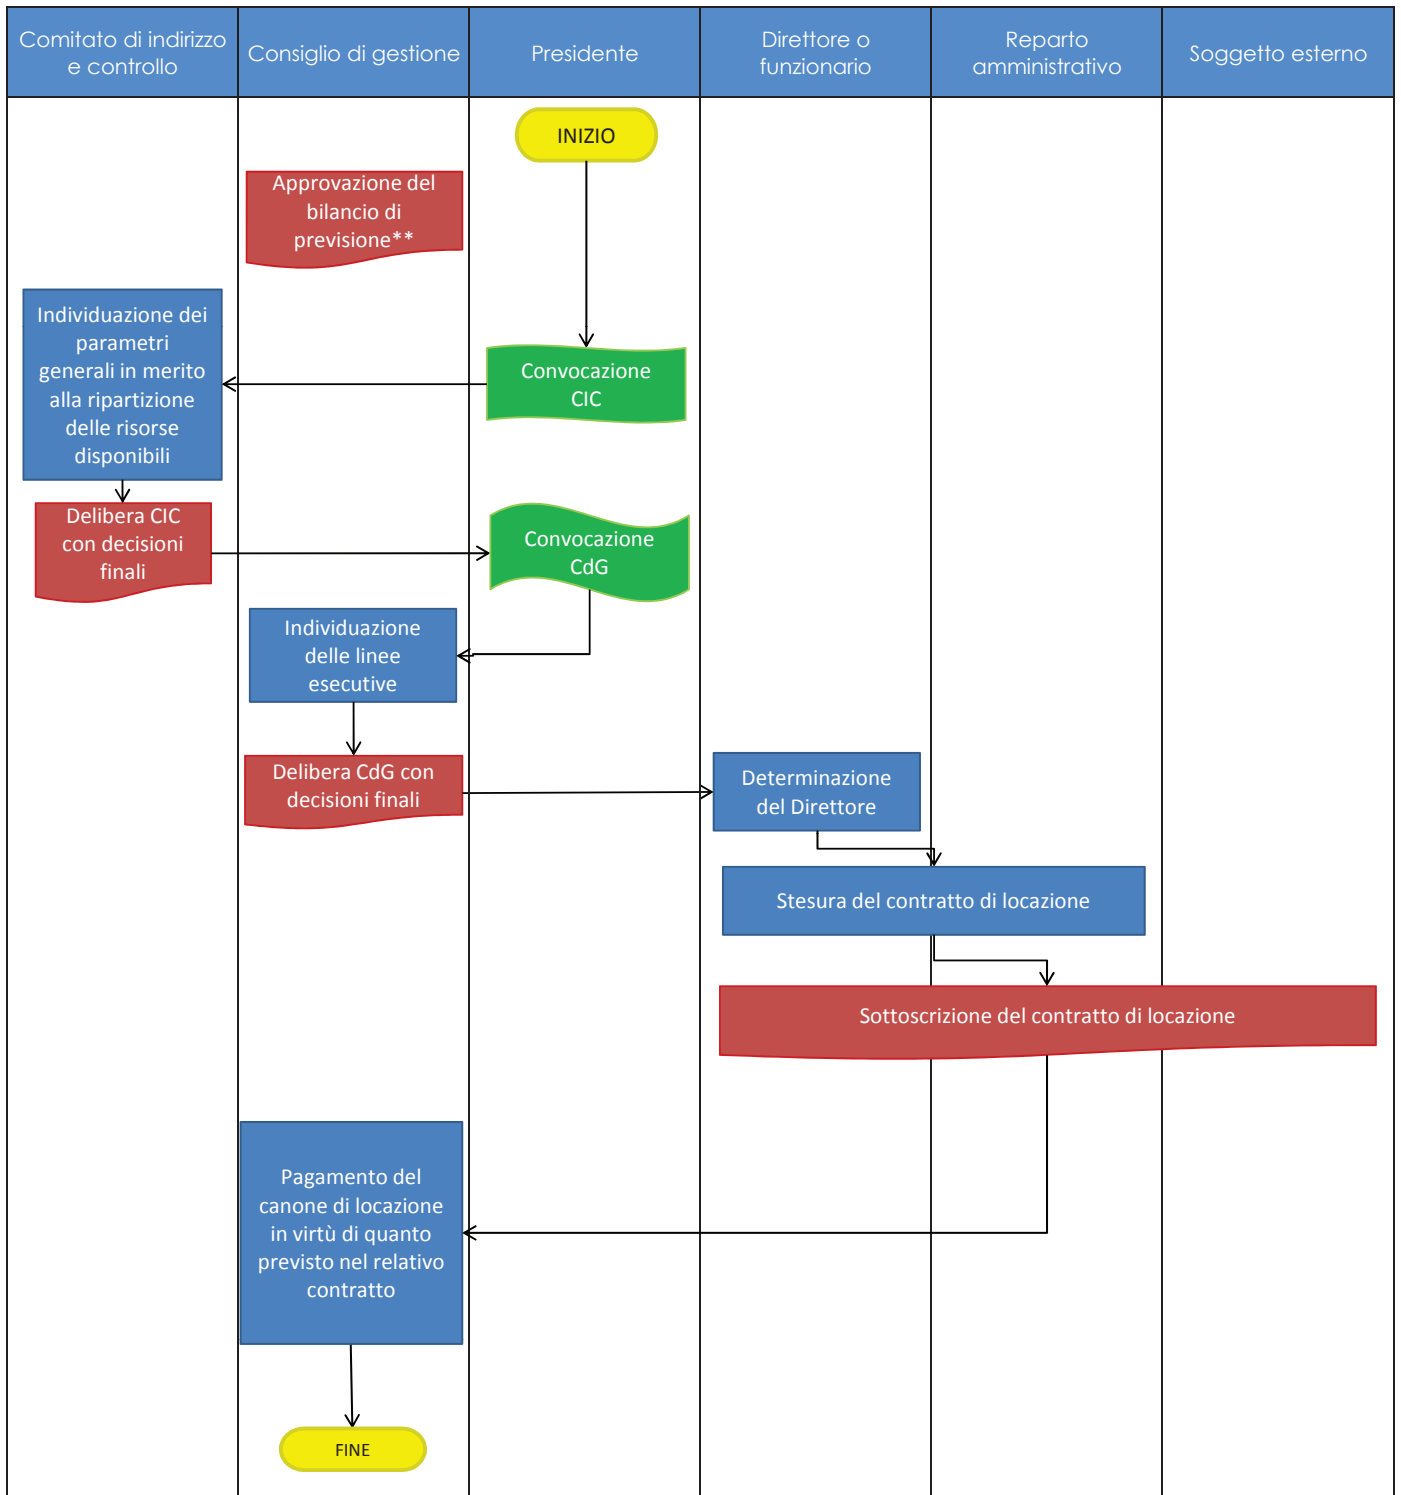 Comitato di indirizzo
e controllo
Consiglio di gestione
Presidente
Direttore o
funzionario
Reparto
amministrativo
Soggetto esterno
INIZIO
Approvazione del
bilancio di
previsione**
Individuazione dei
parametri
generali in merito
alla ripartizione
delle risorse
disponibili
Convocazione
CIC
Delibera CIC
con decisioni
finali
Convocazione
CdG
Individuazione
delle linee
esecutive
Delibera CdG con
decisioni finali
Determinazione
del Direttore
Stesura del contratto di locazione
Sottoscrizione del contratto di locazione
Pagamento del
canone di locazione
in virtù di quanto
previsto nel relativo
contratto
FINE